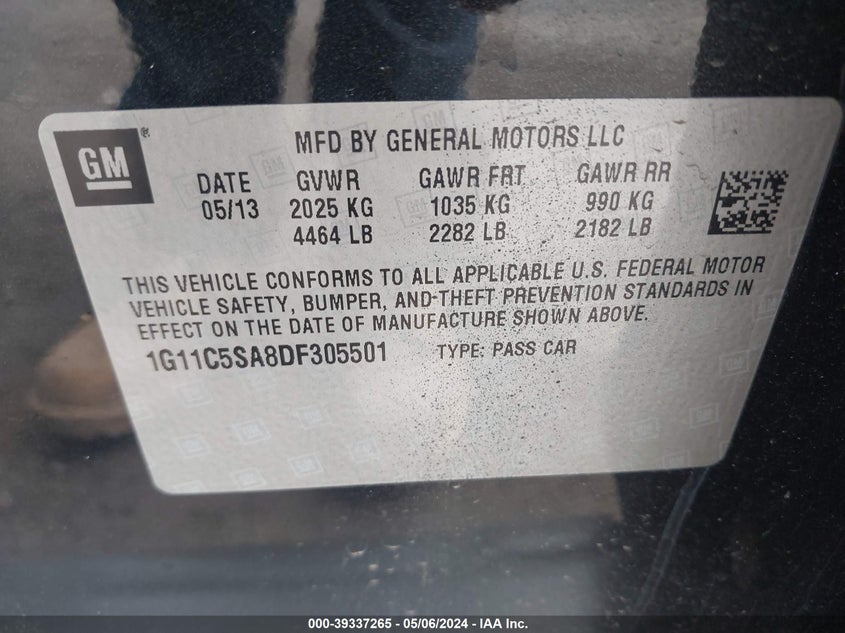 GM®
MFD BY GENERAL MOTORS LLC
DATE GVWR GAWR FRT GAWR RR
05/13 2025 KG 1035 KG 990 KG
4464 LB 2282 LB 2182 LB
THIS VEHICLE CONFORMS TO ALL APPLICABLE U.S. FEDERAL MOTOR
VEHICLE SAFETY, BUMPER, AND THEFT PREVENTION STANDARDS IN
EFFECT ON THE DATE OF MANUFACTURE SHOWN ABOVE.
1G11C5SA8DF305501 TYPE: PASS CAR
000-39337265 - 05/06/2024 - IAA Inc.